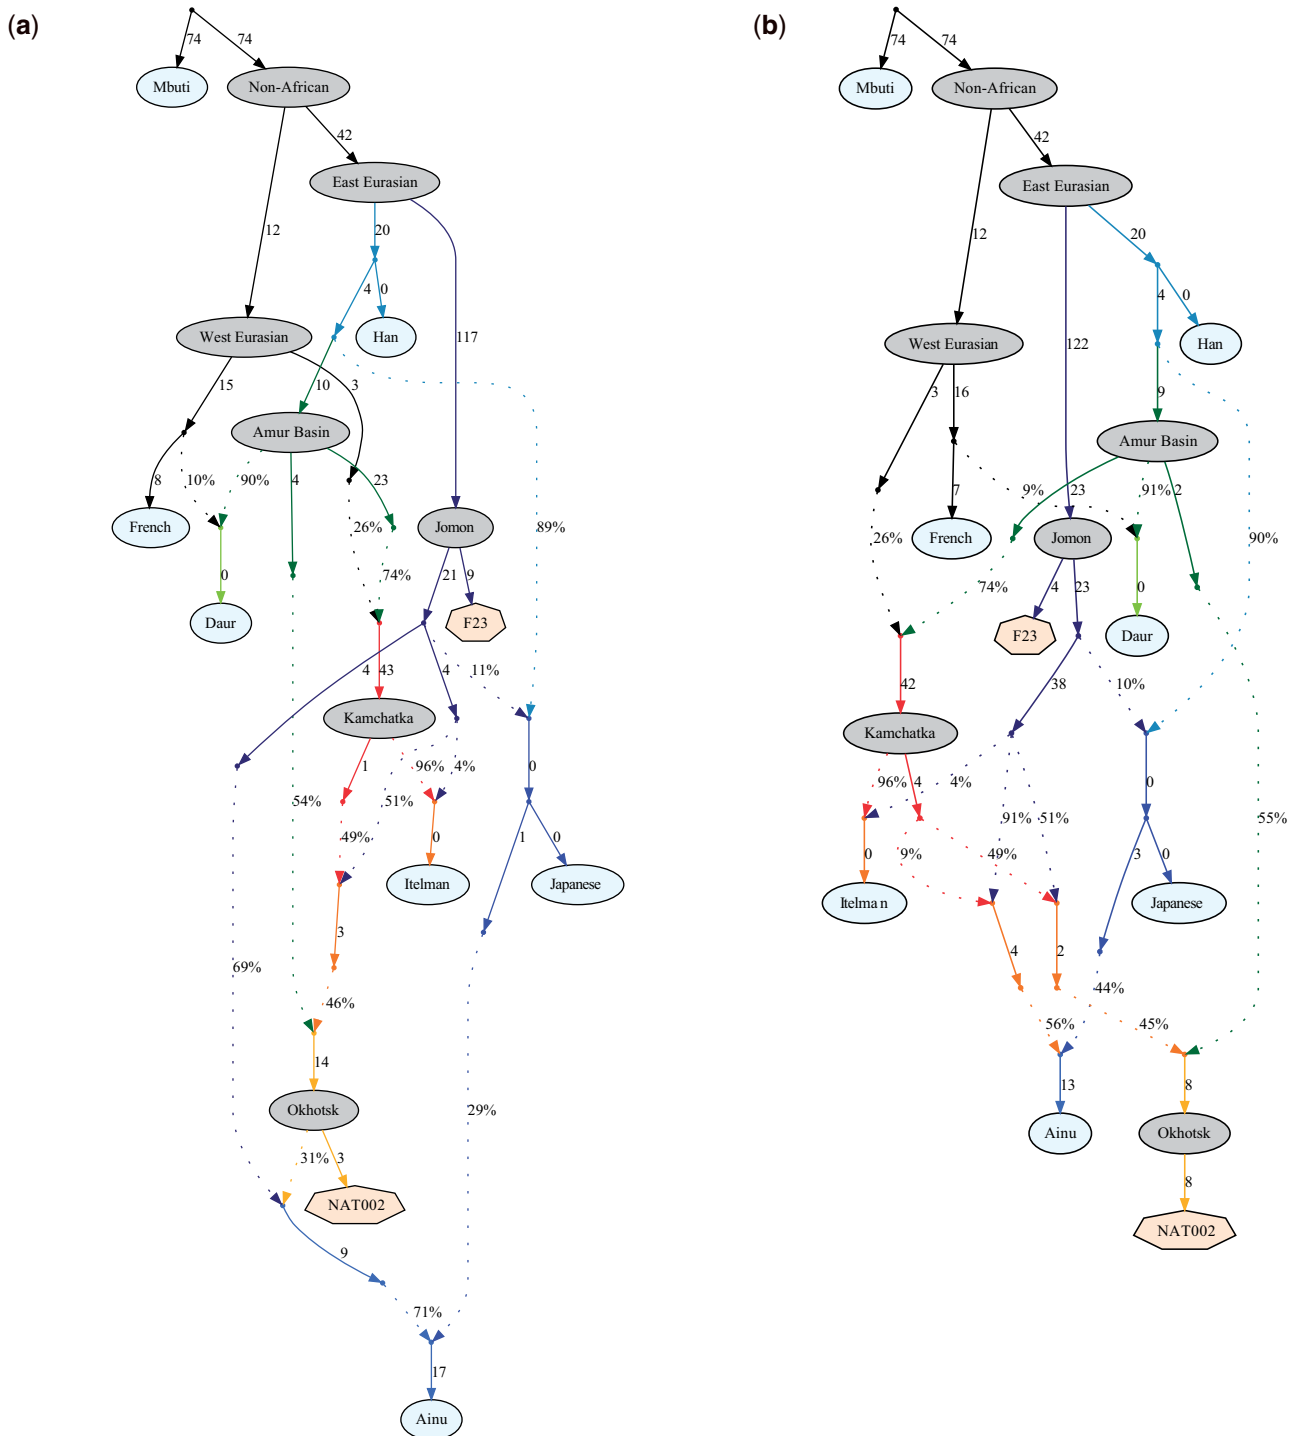 (a)
74
74
Mbuti
Non-African
42
East Eurasian
12
20
4
0
West Eurasian
Han
117
15
10
3
Amur Basin
8
10%
90%
4
23
French
26%
Jomon
89%
0
74%
21
9
Daur
F23
4
43
4
11%
Kamchatka
1
96%
4%
0
54%
51%
49%
0
1
0
Itelman
Japanese
3
69%
46%
14
Okhotsk
29%
31%
3
NAT002
9
71%
17
Ainu
(b)
74
74
Mbuti
Non-African
42
East Eurasian
12
20
4
0
West Eurasian
122
Han
3
16
9
Amur Basin
7
9%
23
91%
2
26%
French
Jomon
90%
74%
4
23
0
F23
Daur
42
38
10%
Kamchatka
96%
4
4%
0
91%
51%
55%
0
9%
49%
3
0
Itelman
Japanese
4
2
44%
56%
45%
13
8
Ainu
Okhotsk
8
NAT002